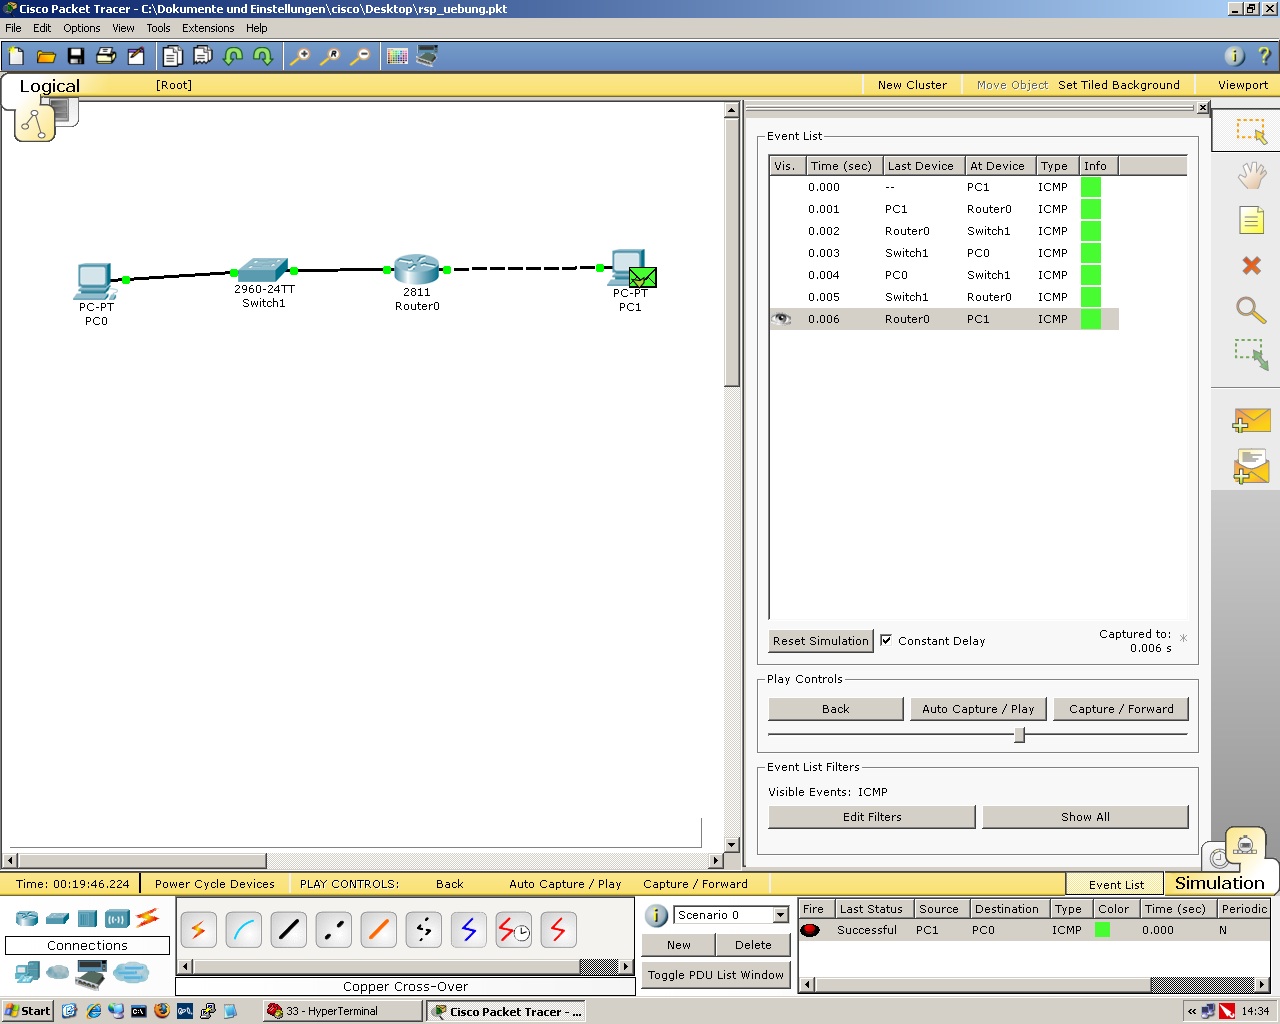 Cisco Packet Tracer - C:\Dokumente und Einstellungen\cisco\Desktop\rsp_uebung.pkt
File Edit Options View Tools Extensions Help
Logical [Root] New Cluster Move Object Set Tiled Background Viewport
Event List
Vis. Time (sec) Last Device At Device Type Info
0.000 -- PC1 ICMP
0.001 PC1 Router0 ICMP
0.002 Router0 Switch1 ICMP
0.003 Switch1 PC0 ICMP
0.004 PC0 Switch1 ICMP
0.005 Switch1 Router0 ICMP
0.006 Router0 PC1 ICMP
PC-PT
PC0
2960-24TT
Switch1
2811
Router0
PC-PT
PC1
Reset Simulation Constant Delay Captured to:
0.006 s
*
Play Controls
Back Auto Capture / Play Capture / Forward
Event List Filters
Visible Events: ICMP
Edit Filters Show All
Time: 00:19:46.224 Power Cycle Devices PLAY CONTROLS: Back Auto Capture / Play Capture / Forward Event List Simulation
Connections
Copper Cross-Over
Scenario 0
New Delete
Toggle PDU List Window
Fire Last Status Source Destination Type Color Time (sec) Periodic
Successful PC1 PC0 ICMP 0.000 N
Start 33 - HyperTerminal Cisco Packet Tracer - ... « 14:34